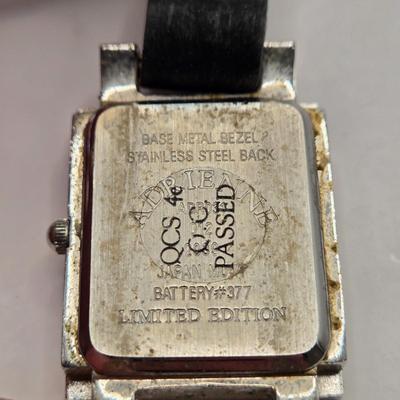 BASE METAL BEZEL &
STAINLESS STEEL BACK
ADRIENNE
JAPAN
BATTERY#377
LIMITED EDITION
QCS 4e
Q.C
PASSED